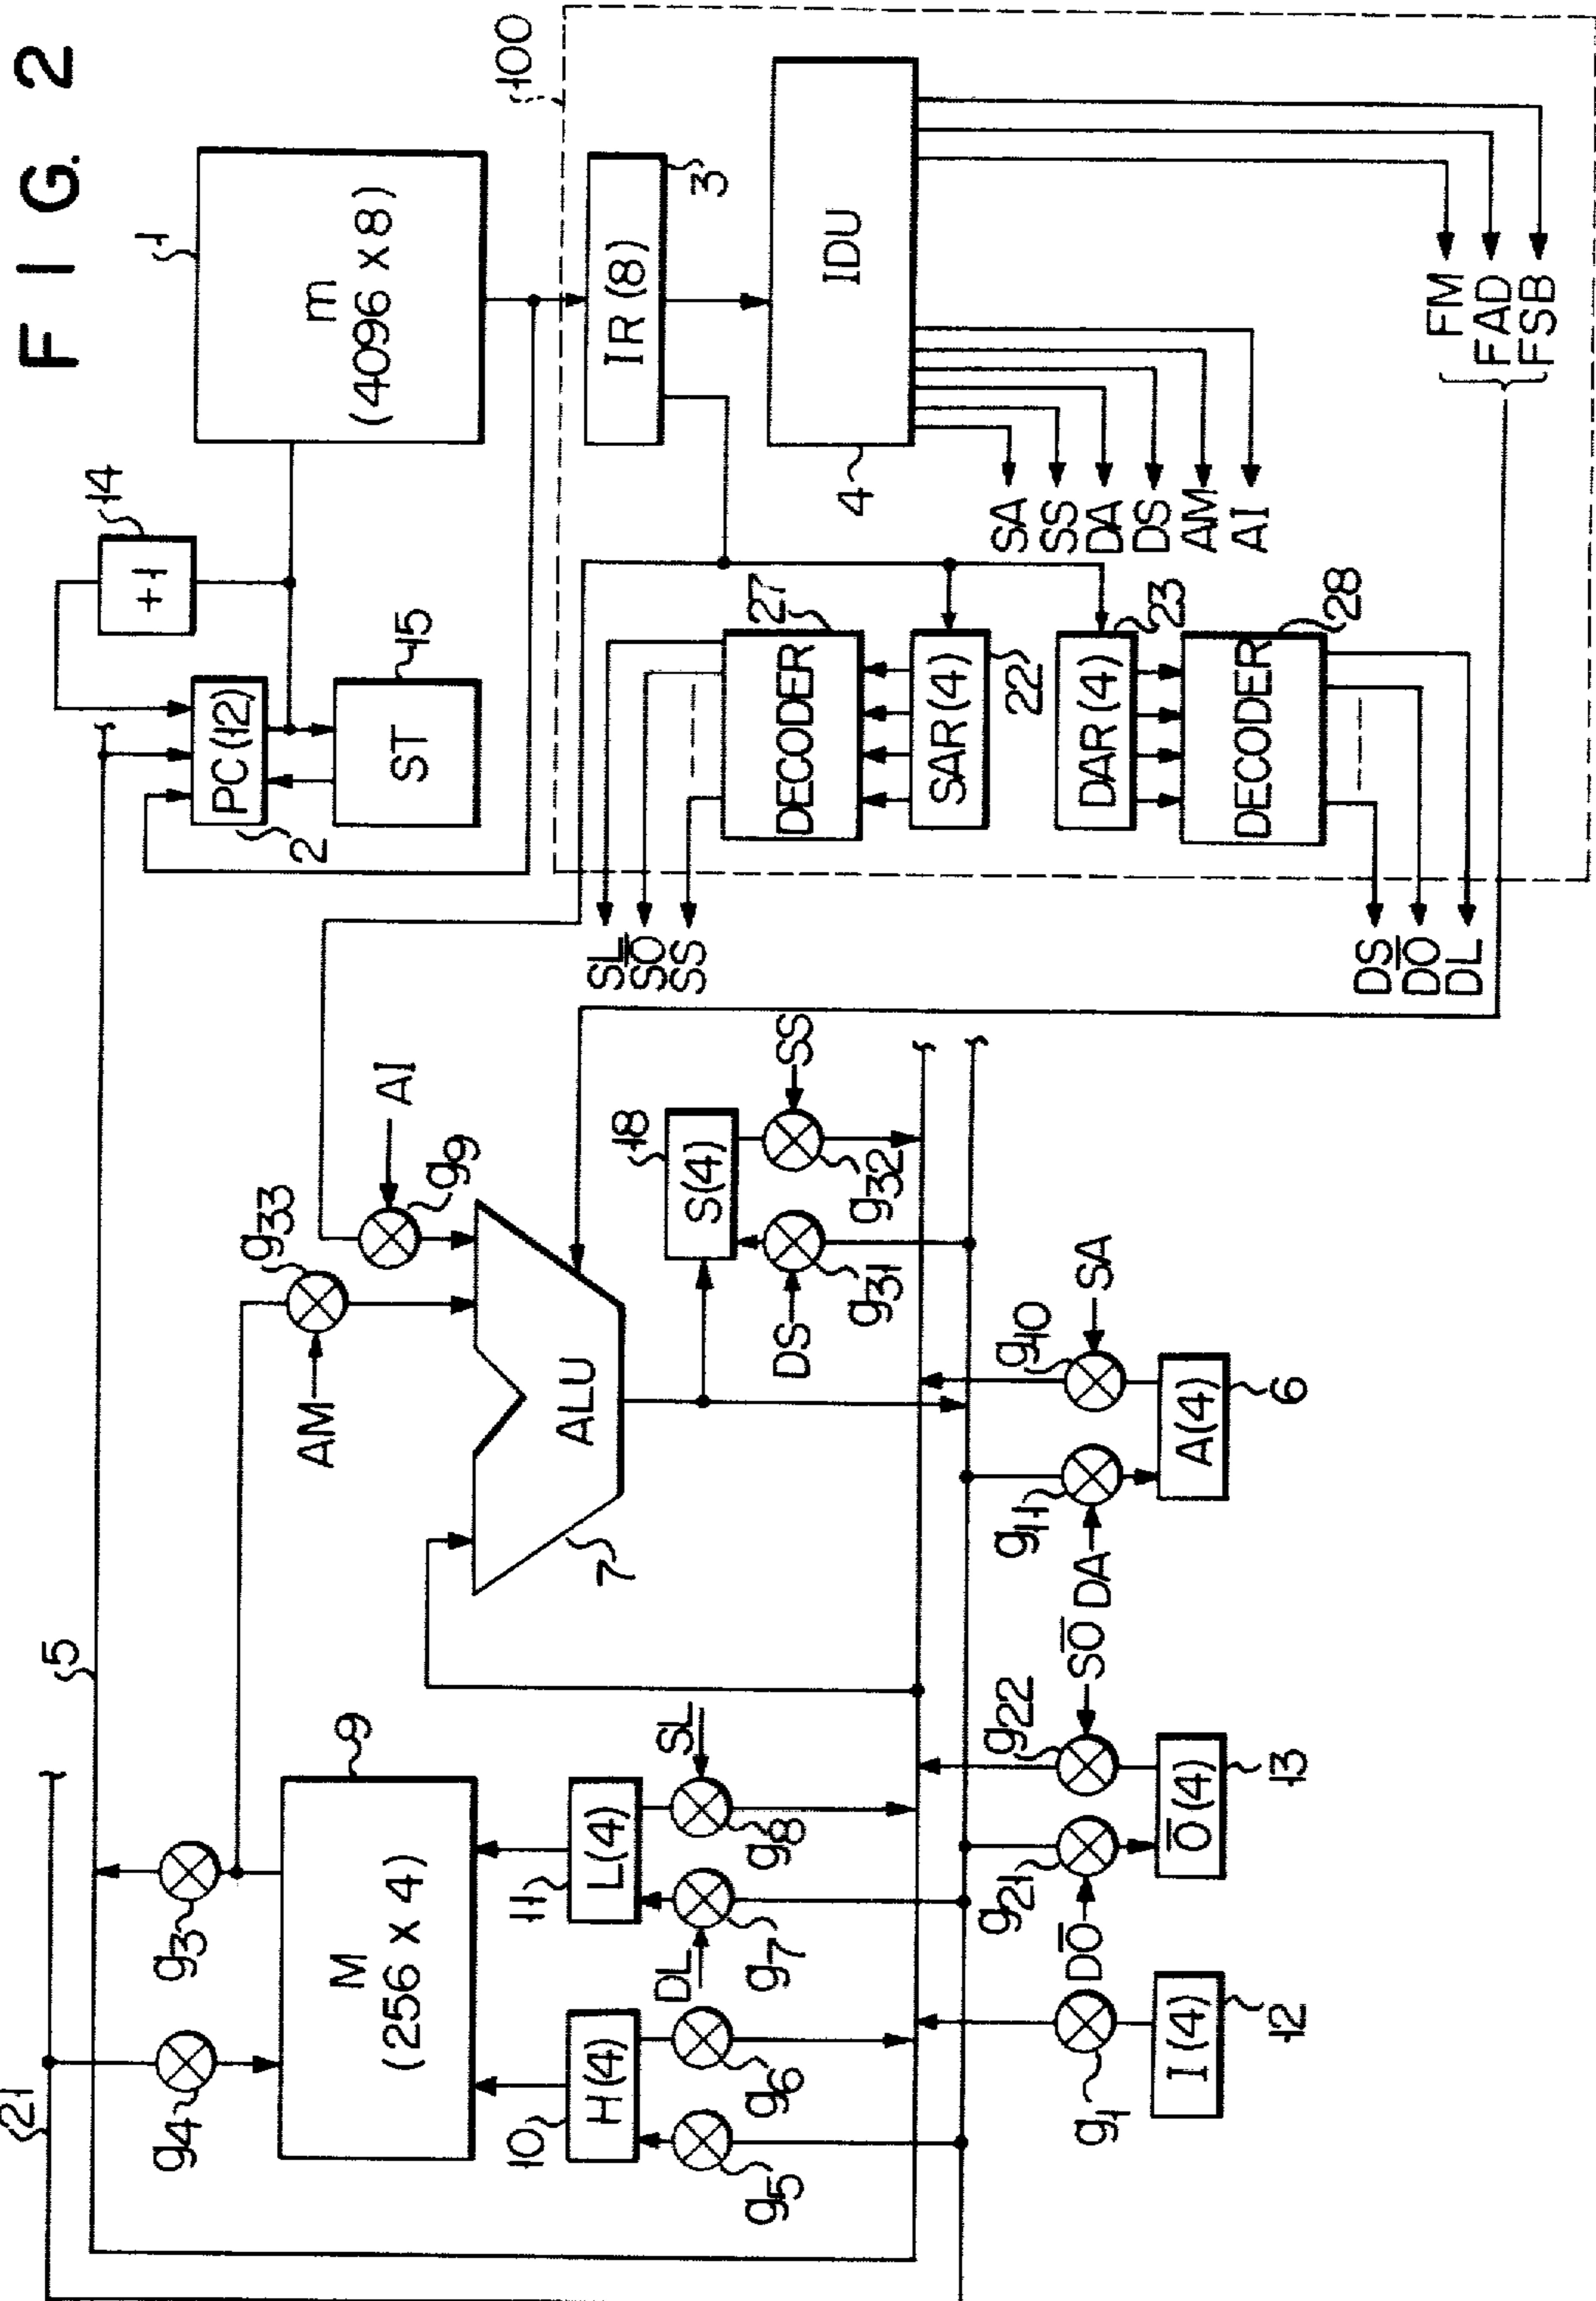 FIG. 2
21
5
g4
g3
M
(256 x 4)
9
10
H(4)
11
L(4)
g5
g6
DL
g7
g8
SL
g1
I(4)
12
DO̅
g21
g22
SO̅
O̅(4)
13
DA
g11
g10
SA
A(4)
6
AM
g33
AI
g9
ALU
7
18
S(4)
DS
g31
g32
SS
14
+1
PC(12)
2
ST
15
1
m
(4096 x 8)
100
IR(8)
3
IDU
4
SA
SS
DA
DS
AM
AI
FM
FAD
FSB
SL
SO̅
SS
DECODER
27
SAR(4)
22
DAR(4)
23
DECODER
28
DS
DO̅
DL